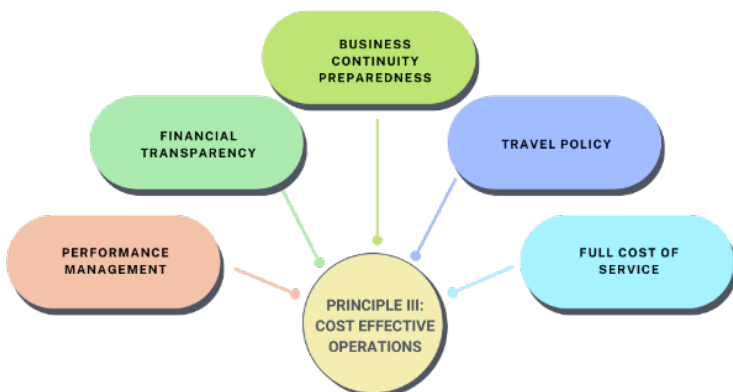 BUSINESS
CONTINUITY
PREPAREDNESS
FINANCIAL
TRANSPARENCY
TRAVEL POLICY
PERFORMANCE
MANAGEMENT
FULL COST OF
SERVICE
PRINCIPLE III:
COST EFFECTIVE
OPERATIONS